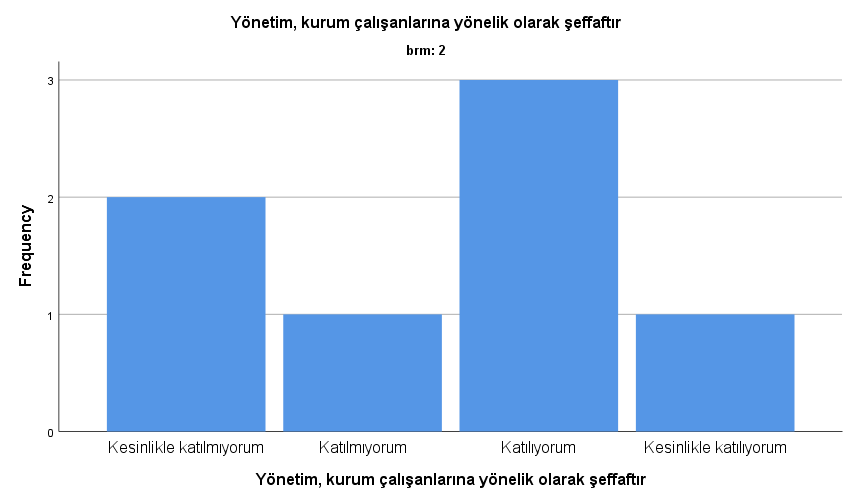 Yönetim, kurum çalışanlarına yönelik olarak şeffaftır
brm: 2
3
2
1
0
Frequency
Kesinlikle katılmıyorum
Katılmıyorum
Katılıyorum
Kesinlikle katılıyorum
Yönetim, kurum çalışanlarına yönelik olarak şeffaftır